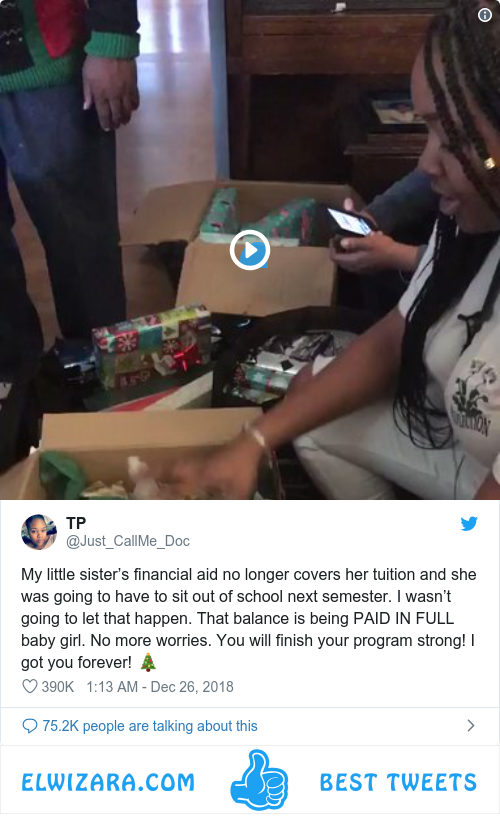 TP
@Just_CallMe_Doc
My little sister’s financial aid no longer covers her tuition and she
was going to have to sit out of school next semester. I wasn’t
going to let that happen. That balance is being PAID IN FULL
baby girl. No more worries. You will finish your program strong! I
got you forever! 🎄
390K 1:13 AM - Dec 26, 2018
75.2K people are talking about this
ELWIZARA.COM BEST TWEETS